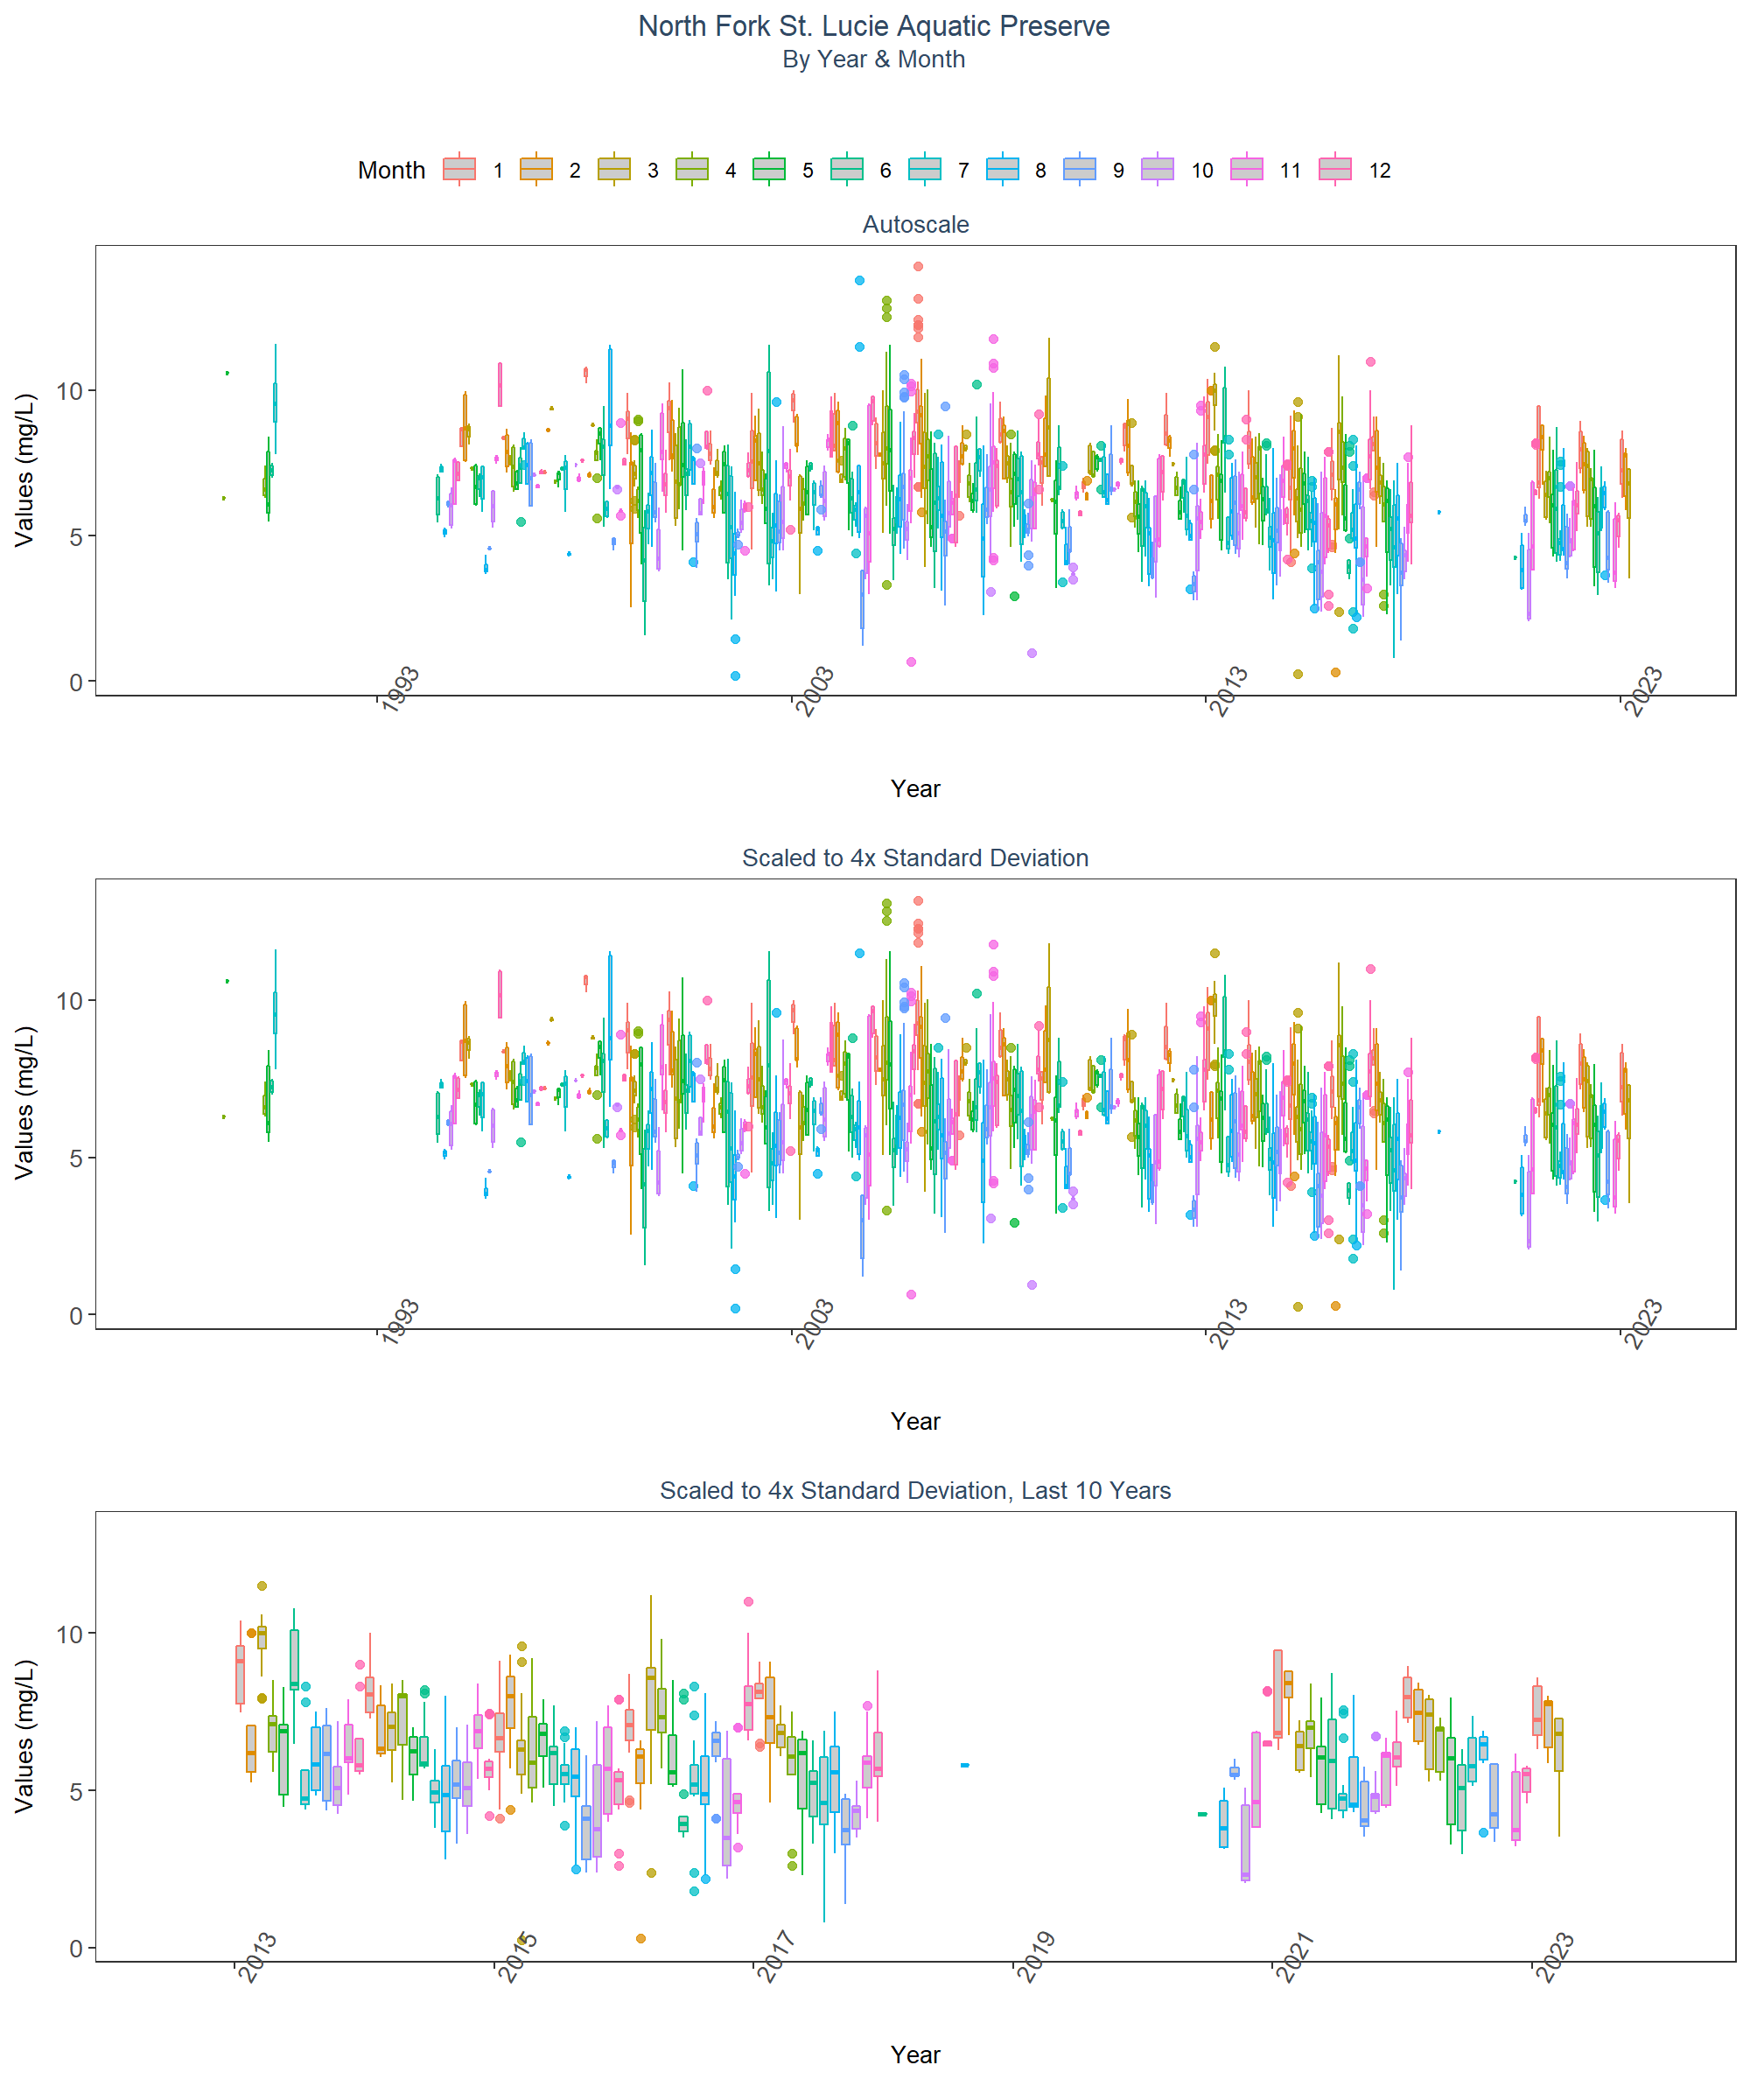 North Fork St. Lucie Aquatic Preserve
By Year & Month
Month 1 2 3 4 5 6 7 8 9 10 11 12
Autoscale
Values (mg/L)
10
5
0
1993 2003 2013 2023
Year
Scaled to 4x Standard Deviation
Values (mg/L)
10
5
0
1993 2003 2013 2023
Year
Scaled to 4x Standard Deviation, Last 10 Years
Values (mg/L)
10
5
0
2013 2015 2017 2019 2021 2023
Year